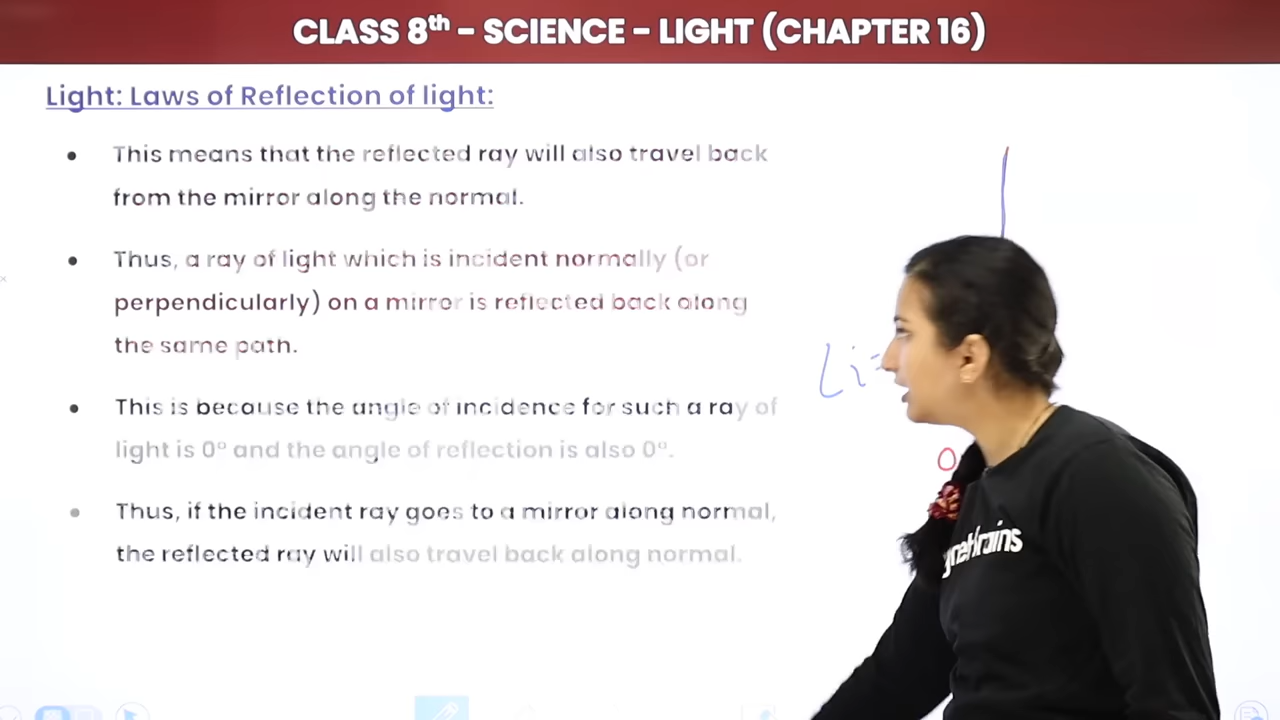 CLASS 8th - SCIENCE - LIGHT (CHAPTER 16)
Light: Laws of Reflection of light:
• This means that the reflected ray will also travel back
from the mirror along the normal.
• Thus, a ray of light which is incident normally (or
perpendicularly) on a mirror is reflected back along
the same path.
• This is because the angle of incidence for such a ray of
light is 0° and the angle of reflection is also 0°.
• Thus, if the incident ray goes to a mirror along normal,
the reflected ray will also travel back along normal.
∠i=
O